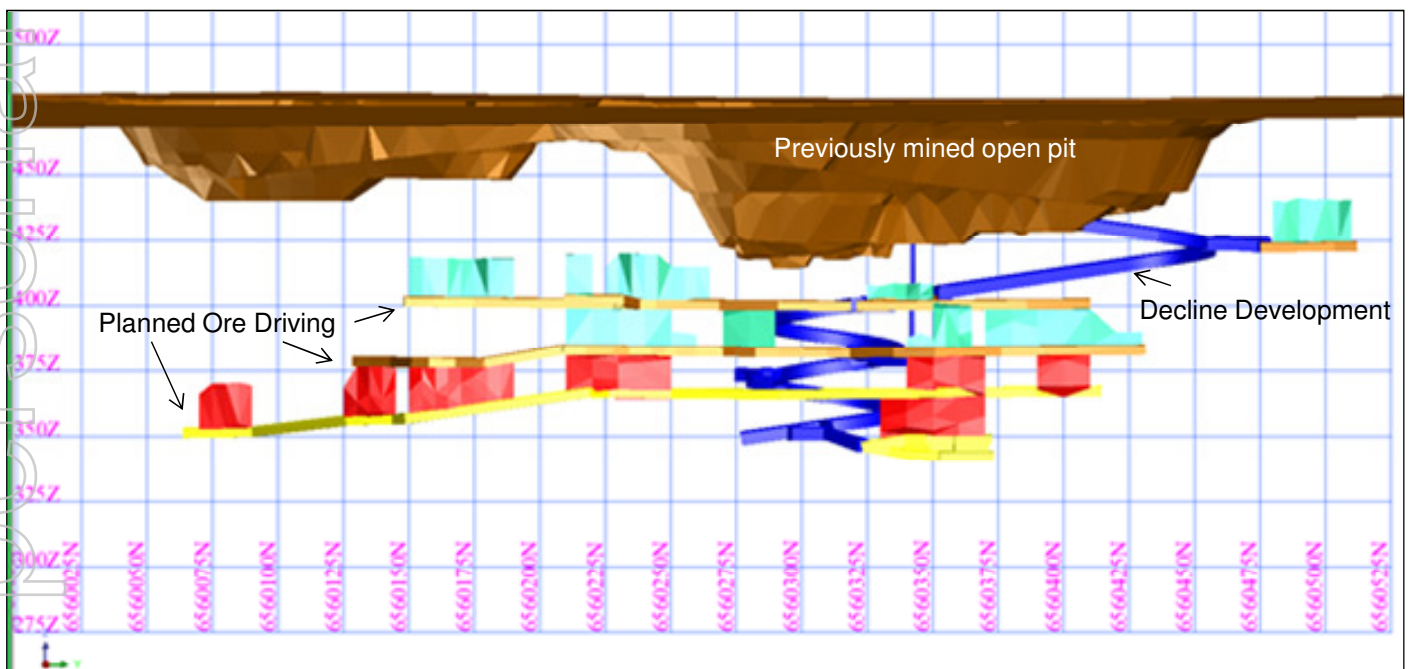 500Z
450Z
425Z
400Z
375Z
350Z
325Z
300Z
275Z
Previously mined open pit
Decline Development
Planned Ore Driving
6560025N
6560050N
6560075N
6560100N
6560125N
6560150N
6560175N
6560200N
6560225N
6560250N
6560275N
6560300N
6560325N
6560350N
6560375N
6560400N
6560425N
6560450N
6560475N
6560500N
6560525N
Y